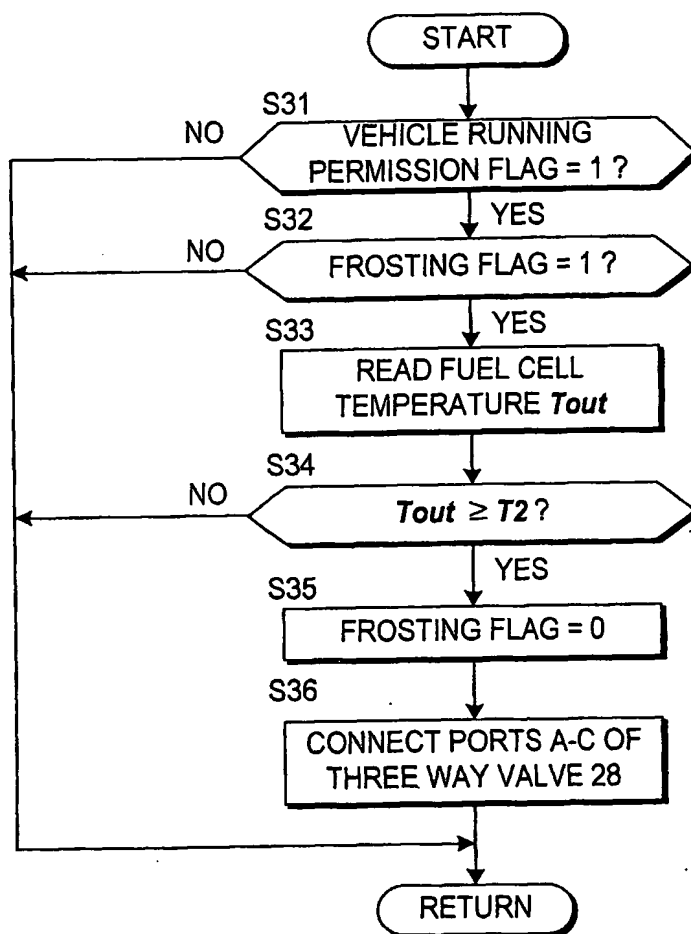 START
S31
NO
VEHICLE RUNNING
PERMISSION FLAG = 1 ?
YES
S32
NO
FROSTING FLAG = 1 ?
YES
S33
READ FUEL CELL
TEMPERATURE Tout
S34
NO
Tout ≥ T2 ?
YES
S35
FROSTING FLAG = 0
S36
CONNECT PORTS A-C OF
THREE WAY VALVE 28
RETURN